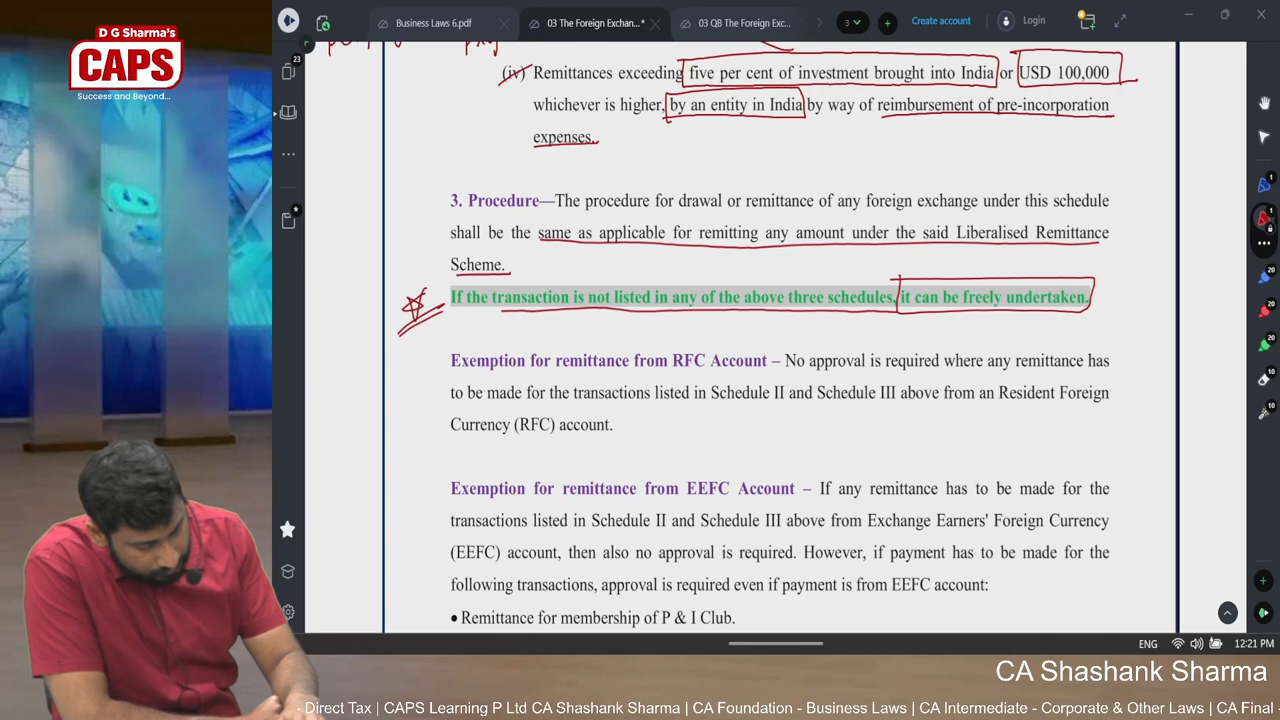 D G Sharma's
CAPS
Success and Beyond...
Business Laws 6.pdf
03 The Foreign Exchan...*
03 QB The Foreign Exc...
3
Create account
Login
23
(iv) Remittances exceeding five per cent of investment brought into India or USD 100,000
whichever is higher, by an entity in India by way of reimbursement of pre-incorporation
expenses.
3. Procedure—The procedure for drawal or remittance of any foreign exchange under this schedule
shall be the same as applicable for remitting any amount under the said Liberalised Remittance
Scheme.
If the transaction is not listed in any of the above three schedules, it can be freely undertaken.
Exemption for remittance from RFC Account – No approval is required where any remittance has
to be made for the transactions listed in Schedule II and Schedule III above from an Resident Foreign
Currency (RFC) account.
Exemption for remittance from EEFC Account – If any remittance has to be made for the
transactions listed in Schedule II and Schedule III above from Exchange Earners' Foreign Currency
(EEFC) account, then also no approval is required. However, if payment has to be made for the
following transactions, approval is required even if payment is from EEFC account:
• Remittance for membership of P & I Club.
1
1
20
20
20
10
10
ENG
12:21 PM
CA Shashank Sharma
- Direct Tax | CAPS Learning P Ltd CA Shashank Sharma | CA Foundation - Business Laws | CA Intermediate - Corporate & Other Laws | CA Final -